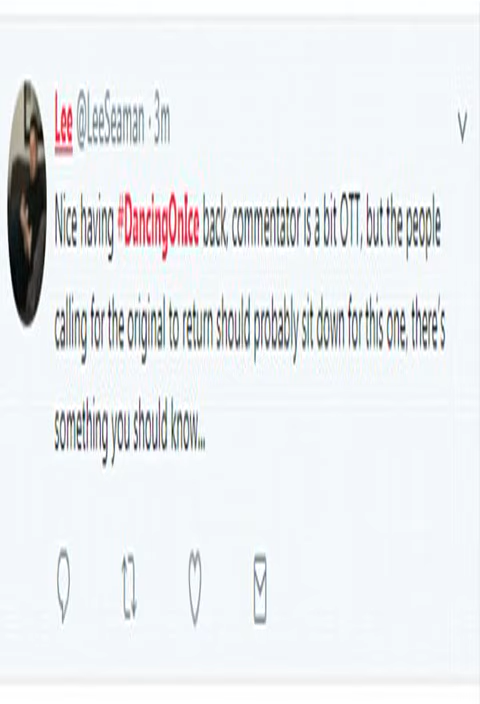 Lee @LeeSeaman · 3m
Nice having #DancingOnIce back, commentator is a bit OTT, but the people
calling for the original to return should probably sit down for this one, there's
something you should know...